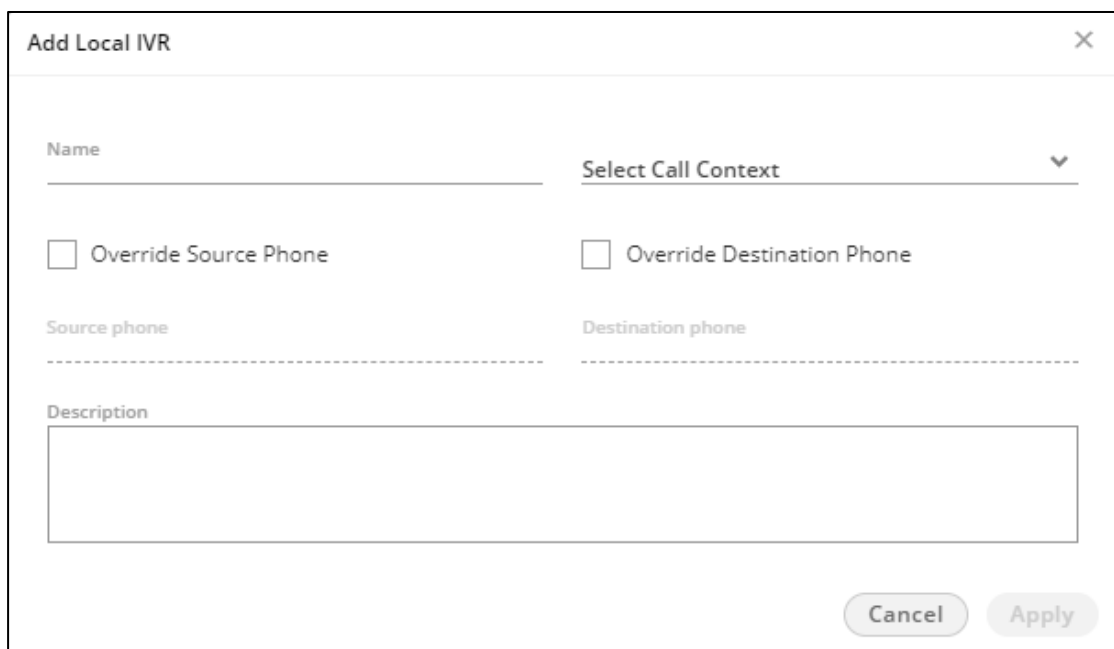 Add Local IVR
Name
Select Call Context
Override Source Phone
Override Destination Phone
Source phone
Destination phone
Description
Cancel
Apply